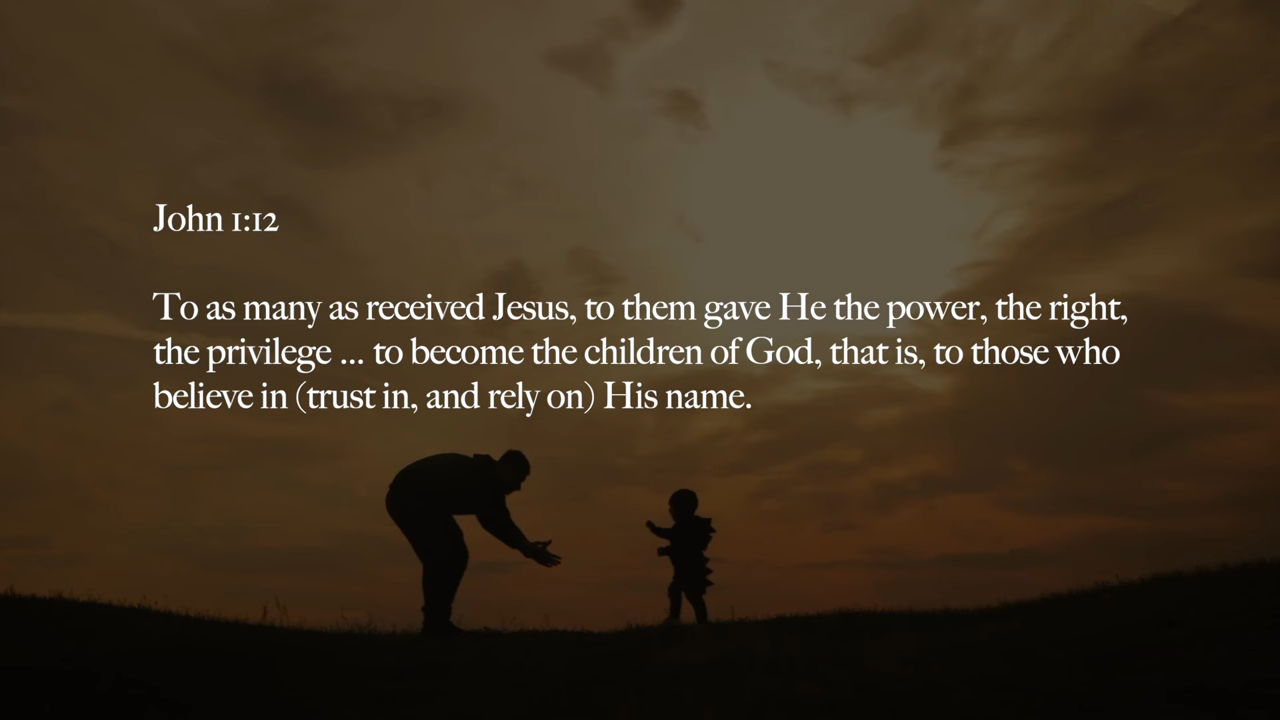 John 1:12
To as many as received Jesus, to them gave He the power, the right,
the privilege ... to become the children of God, that is, to those who
believe in (trust in, and rely on) His name.